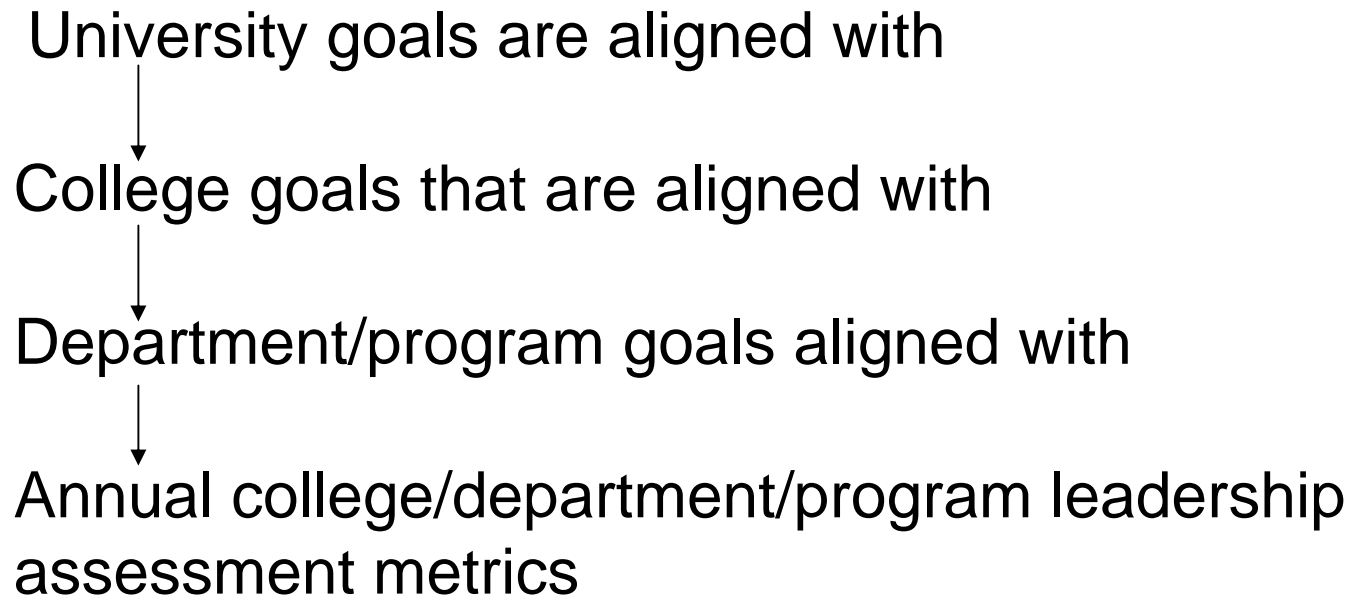 University goals are aligned with
College goals that are aligned with
Department/program goals aligned with
Annual college/department/program leadership
assessment metrics